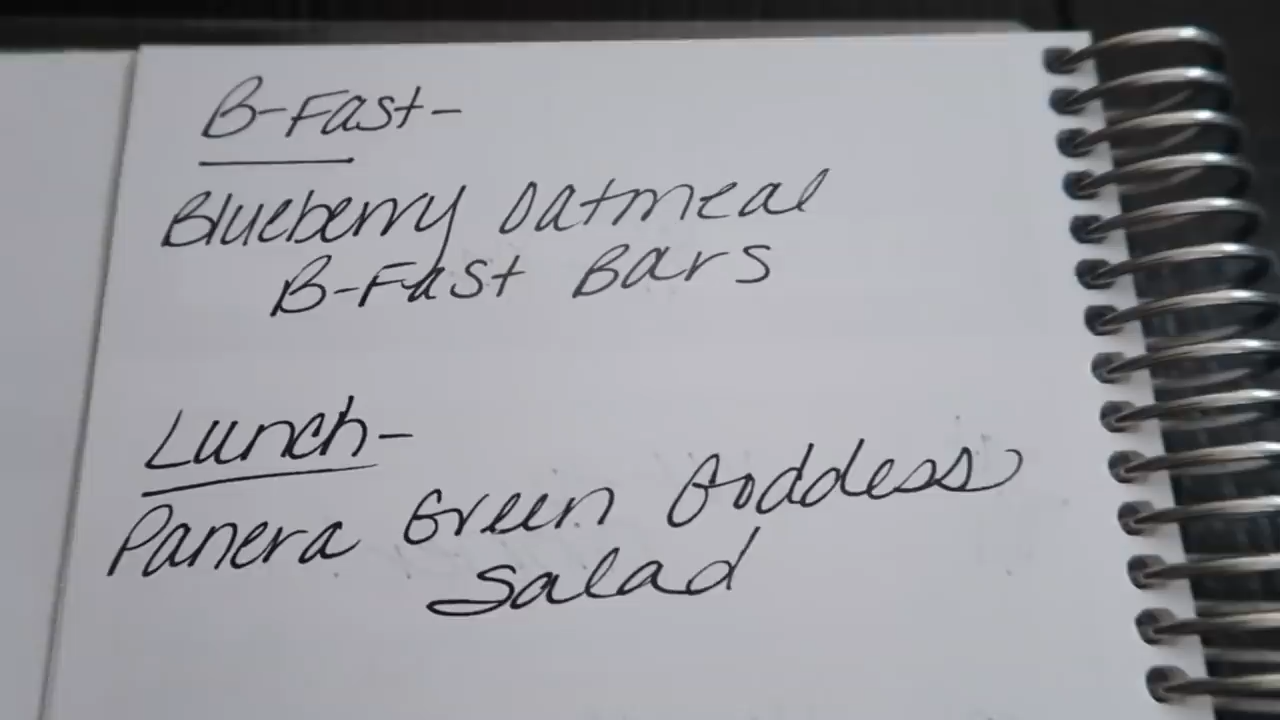 B-Fast-
Blueberry Oatmeal
B-Fast Bars
Lunch-
Panera Green Goddess
Salad